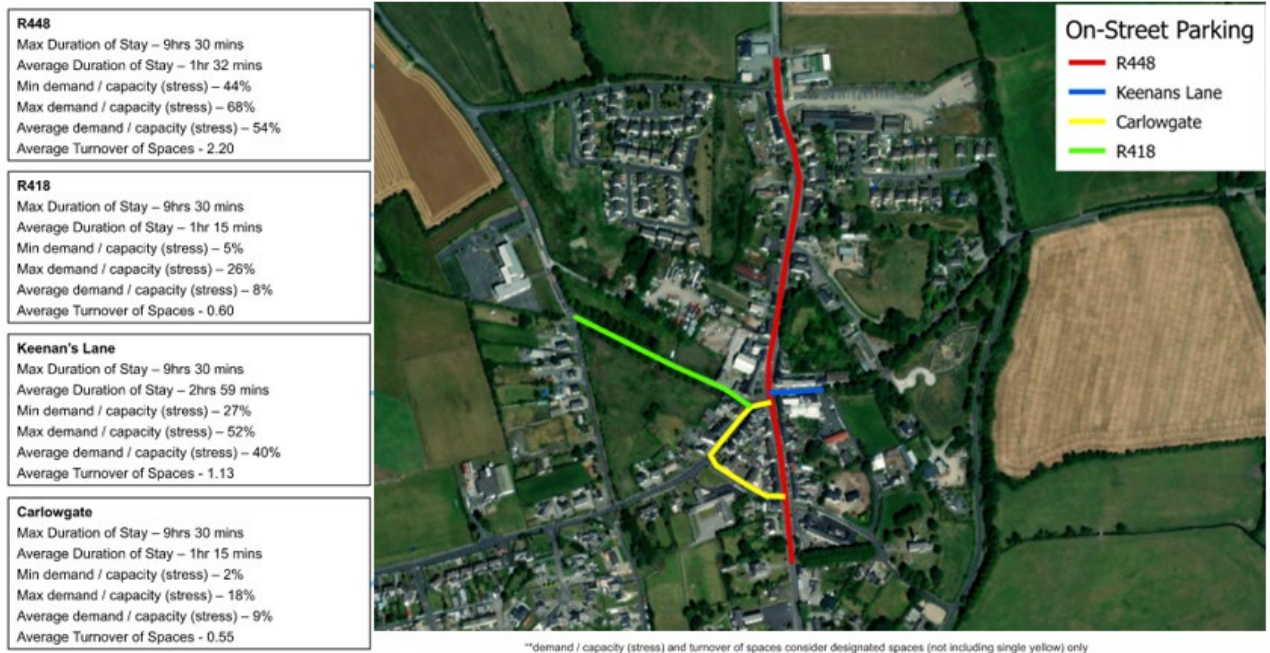 R448
Max Duration of Stay – 9hrs 30 mins
Average Duration of Stay – 1hr 32 mins
Min demand / capacity (stress) – 44%
Max demand / capacity (stress) – 68%
Average demand / capacity (stress) – 54%
Average Turnover of Spaces - 2.20
R418
Max Duration of Stay – 9hrs 30 mins
Average Duration of Stay – 1hr 15 mins
Min demand / capacity (stress) – 5%
Max demand / capacity (stress) – 26%
Average demand / capacity (stress) – 8%
Average Turnover of Spaces - 0.60
Keenan's Lane
Max Duration of Stay – 9hrs 30 mins
Average Duration of Stay – 2hrs 59 mins
Min demand / capacity (stress) – 27%
Max demand / capacity (stress) – 52%
Average demand / capacity (stress) – 40%
Average Turnover of Spaces - 1.13
Carlowgate
Max Duration of Stay – 9hrs 30 mins
Average Duration of Stay – 1hr 15 mins
Min demand / capacity (stress) – 2%
Max demand / capacity (stress) – 18%
Average demand / capacity (stress) – 9%
Average Turnover of Spaces - 0.55
On-Street Parking
R448
Keenans Lane
Carlowgate
R418
**demand / capacity (stress) and turnover of spaces consider designated spaces (not including single yellow) only